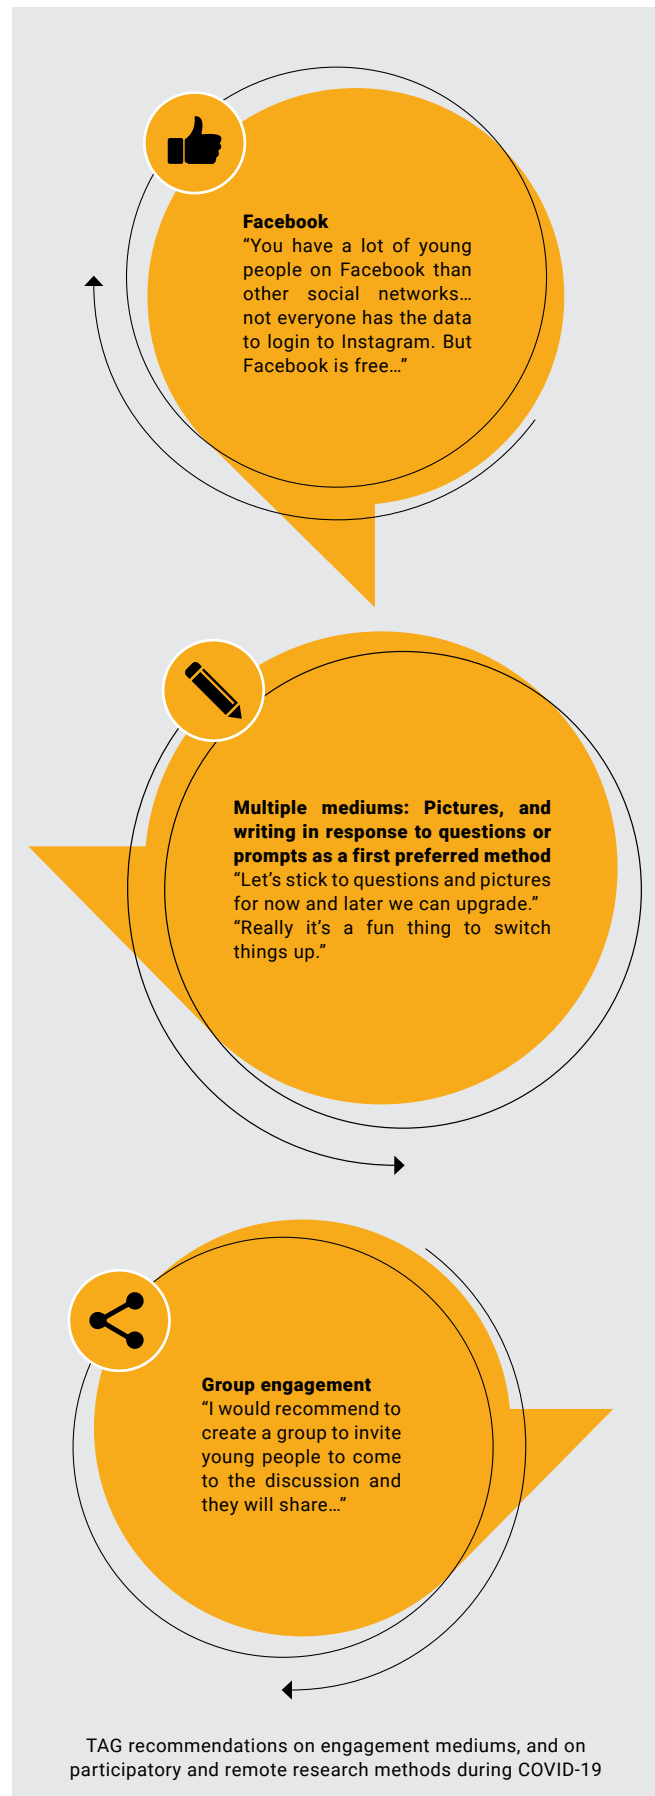 Facebook
“You have a lot of young
people on Facebook than
other social networks…
not everyone has the data
to login to Instagram. But
Facebook is free…”
Multiple mediums: Pictures, and
writing in response to questions or
prompts as a first preferred method
“Let’s stick to questions and pictures
for now and later we can upgrade.”
“Really it’s a fun thing to switch
things up.”
Group engagement
“I would recommend to
create a group to invite
young people to come
to the discussion and
they will share…”
TAG recommendations on engagement mediums, and on
participatory and remote research methods during COVID-19